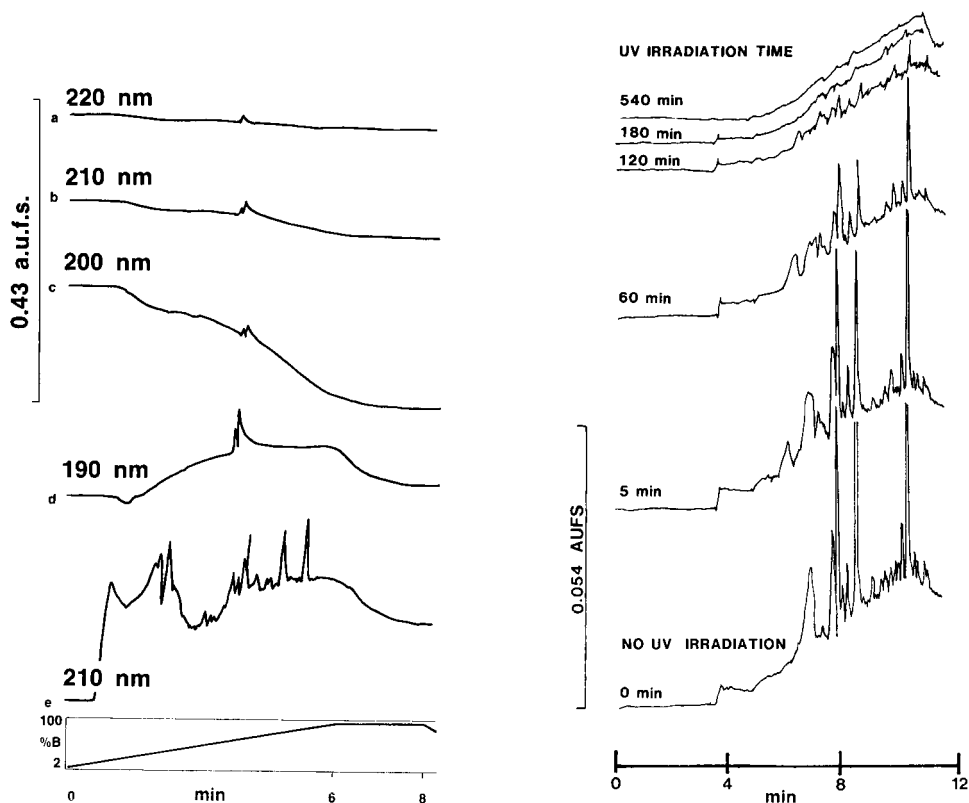 220 nm
a
210 nm
b
200 nm
c
190 nm
d
210 nm
e
0.43 a.u.f.s.
100
%B
2
0
min
6
8
UV IRRADIATION TIME
540 min
180 min
120 min
60 min
5 min
NO UV IRRADIATION
0 min
0.054 AUFS
0
4
8
12
min